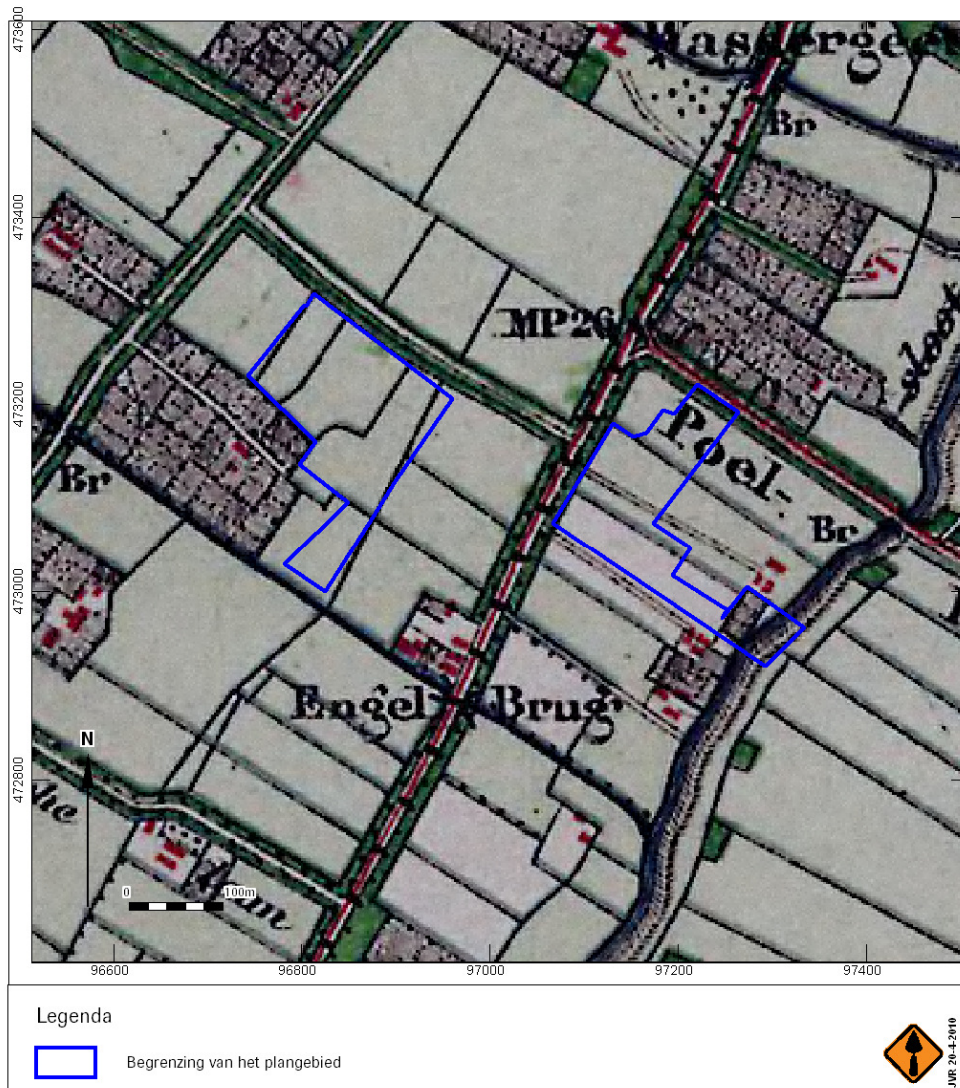 473600
473400
473200
473000
472800
Br
MP26
Poel-
Br
Br
Engel Brug
N
0 100m
96600 96800 97000 97200 97400
Legenda
Begrenzing van het plangebied
JVR 20-4-2010